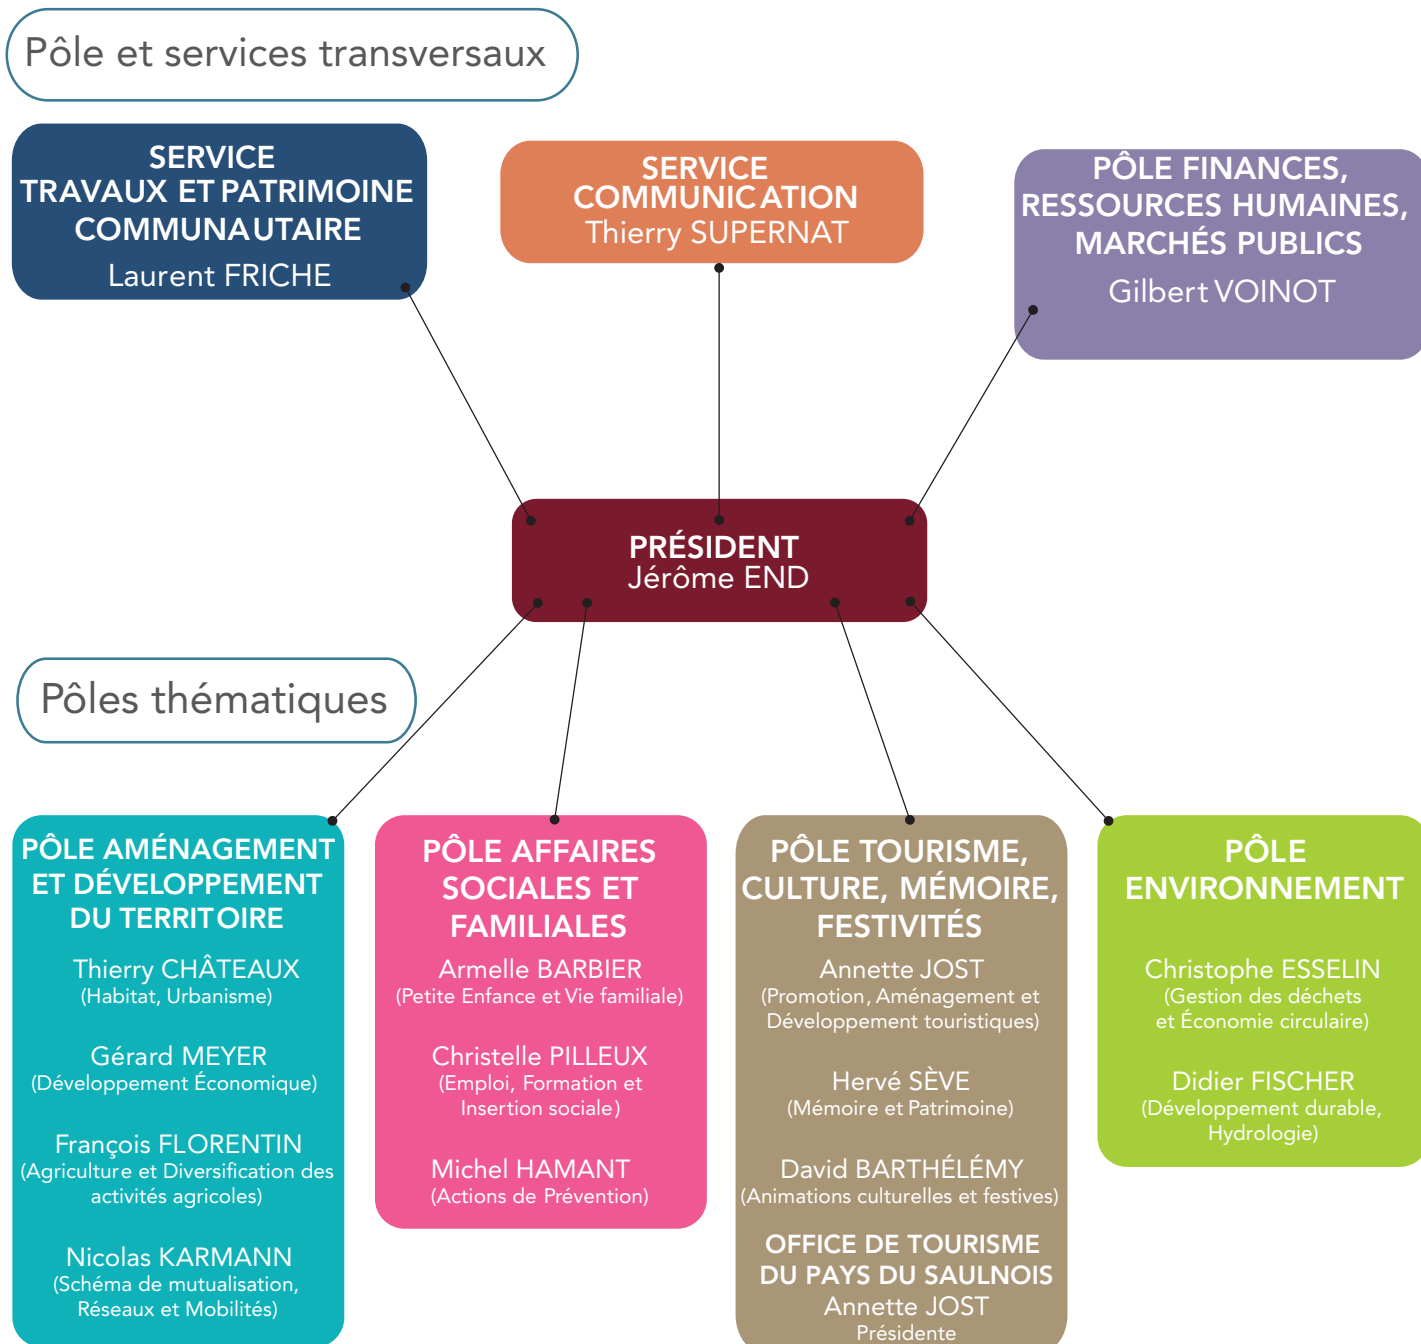 Pôle et services transversaux
SERVICE
TRAVAUX ET PATRIMOINE
COMMUNAUTAIRE
Laurent FRICHE
SERVICE
COMMUNICATION
Thierry SUPERNAT
PÔLE FINANCES,
RESSOURCES HUMAINES,
MARCHÉS PUBLICS
Gilbert VOINOT
PRÉSIDENT
Jérôme END
Pôles thématiques
PÔLE AMÉNAGEMENT
ET DÉVELOPPEMENT
DU TERRITOIRE
Thierry CHÂTEAUX
(Habitat, Urbanisme)
Gérard MEYER
(Développement Économique)
François FLORENTIN
(Agriculture et Diversification des
activités agricoles)
Nicolas KARMANN
(Schéma de mutualisation,
Réseaux et Mobilités)
PÔLE AFFAIRES
SOCIALES ET
FAMILIALES
Armelle BARBIER
(Petite Enfance et Vie familiale)
Christelle PILLEUX
(Emploi, Formation et
Insertion sociale)
Michel HAMANT
(Actions de Prévention)
PÔLE TOURISME,
CULTURE, MÉMOIRE,
FESTIVITÉS
Annette JOST
(Promotion, Aménagement et
Développement touristiques)
Hervé SÈVE
(Mémoire et Patrimoine)
David BARTHÉLÉMY
(Animations culturelles et festives)
OFFICE DE TOURISME
DU PAYS DU SAULNOIS
Annette JOST
Présidente
PÔLE
ENVIRONNEMENT
Christophe ESSELIN
(Gestion des déchets
et Économie circulaire)
Didier FISCHER
(Développement durable,
Hydrologie)